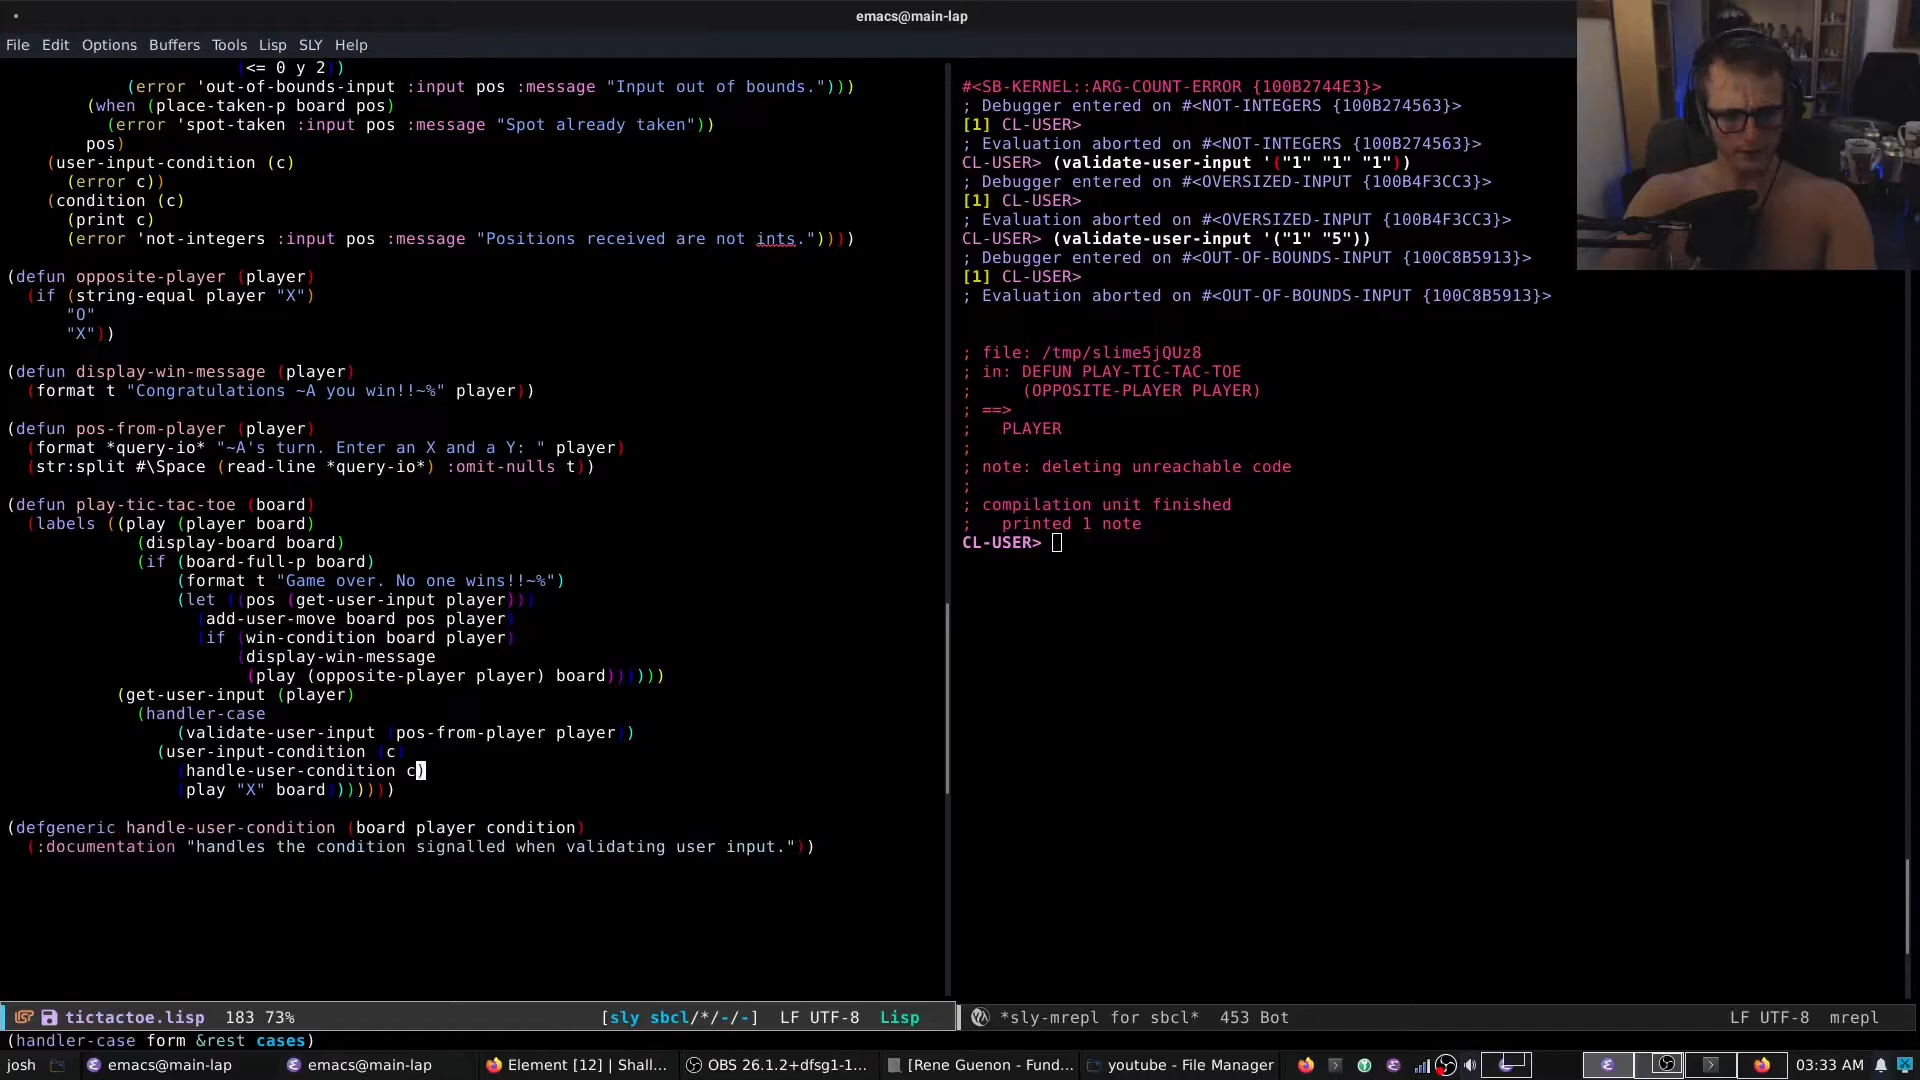 emacs@main-lap
File Edit Options Buffers Tools Lisp SLY Help
(<= 0 y 2))
(error 'out-of-bounds-input :input pos :message "Input out of bounds.")))
(when (place-taken-p board pos)
(error 'spot-taken :input pos :message "Spot already taken"))
pos)
(user-input-condition (c)
(error c))
(condition (c)
(print c)
(error 'not-integers :input pos :message "Positions received are not ints."))))
(defun opposite-player (player)
(if (string-equal player "X")
"O"
"X"))
(defun display-win-message (player)
(format t "Congratulations ~A you win!!~%" player))
(defun pos-from-player (player)
(format *query-io* "~A's turn. Enter an X and a Y: " player)
(str:split #\Space (read-line *query-io*) :omit-nulls t))
(defun play-tic-tac-toe (board)
(labels ((play (player board)
(display-board board)
(if (board-full-p board)
(format t "Game over. No one wins!!~%")
(let ((pos (get-user-input player)))
(add-user-move board pos player)
(if (win-condition board player)
(display-win-message
(play (opposite-player player) board))))))
(get-user-input (player)
(handler-case
(validate-user-input (pos-from-player player))
(user-input-condition (c)
(handle-user-condition c)
(play "X" board))))))
(defgeneric handle-user-condition (board player condition)
(:documentation "handles the condition signalled when validating user input."))
#<SB-KERNEL::ARG-COUNT-ERROR {100B2744E3}>
; Debugger entered on #<NOT-INTEGERS {100B274563}>
[1] CL-USER>
; Evaluation aborted on #<NOT-INTEGERS {100B274563}>
CL-USER> (validate-user-input '("1" "1" "1"))
; Debugger entered on #<OVERSIZED-INPUT {100B4F3CC3}>
[1] CL-USER>
; Evaluation aborted on #<OVERSIZED-INPUT {100B4F3CC3}>
CL-USER> (validate-user-input '("1" "5"))
; Debugger entered on #<OUT-OF-BOUNDS-INPUT {100C8B5913}>
[1] CL-USER>
; Evaluation aborted on #<OUT-OF-BOUNDS-INPUT {100C8B5913}>
; file: /tmp/slime5jQUz8
; in: DEFUN PLAY-TIC-TAC-TOE
; (OPPOSITE-PLAYER PLAYER)
; ==>
; PLAYER
;
; note: deleting unreachable code
;
; compilation unit finished
; printed 1 note
CL-USER>
tictactoe.lisp 183 73% [sly sbcl/*/-/-] LF UTF-8 Lisp
*sly-mrepl for sbcl* 453 Bot LF UTF-8 mrepl
(handler-case form &rest cases)
josh emacs@main-lap emacs@main-lap Element [12] | Shall... OBS 26.1.2+dfsg1-1... [Rene Guenon - Fund... youtube - File Manager 03:33 AM